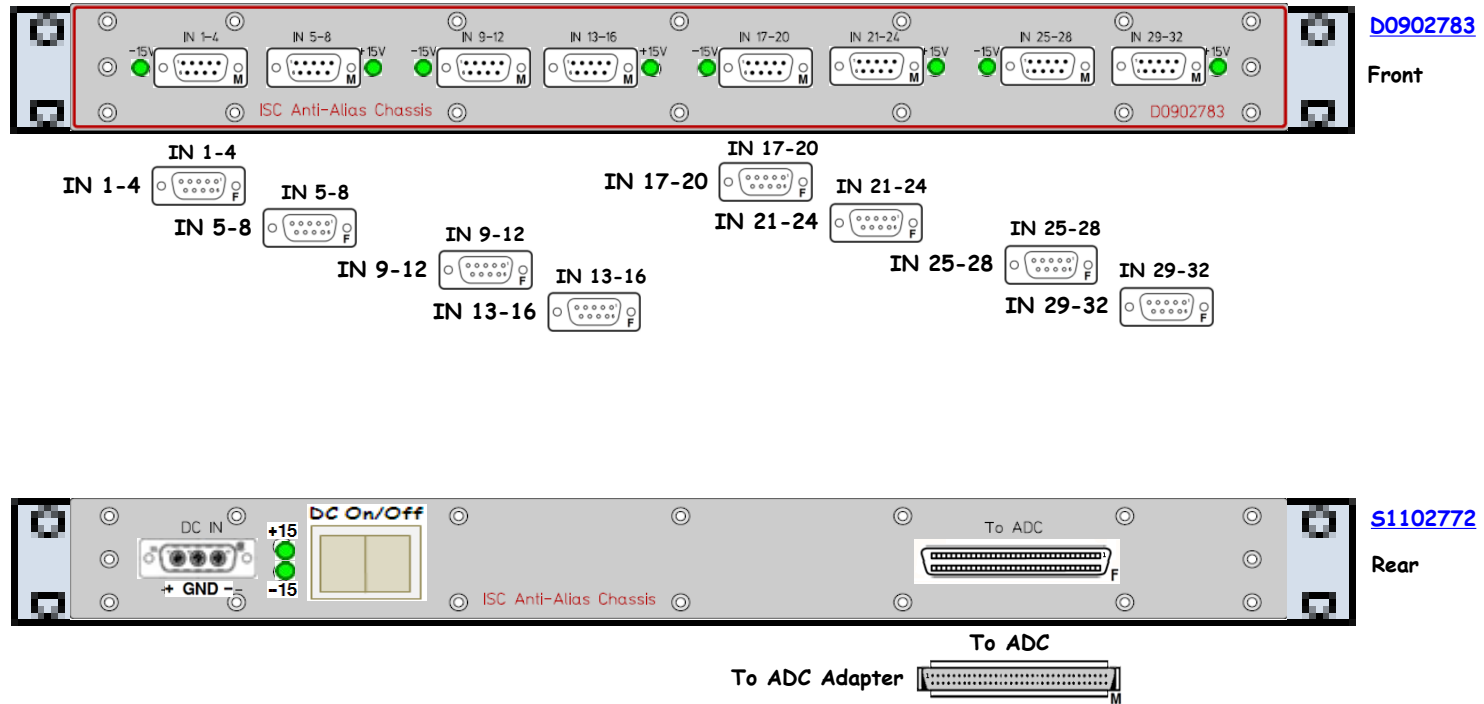 D0902783
Front
IN 1-4 IN 5-8 IN 9-12 IN 13-16 IN 17-20 IN 21-24 IN 25-28 IN 29-32
-15V +15V -15V +15V -15V +15V -15V +15V
M M M M M M M M
ISC Anti-Alias Chassis D0902783
IN 1-4
IN 1-4 F
IN 5-8
IN 5-8 F
IN 9-12
IN 9-12 F
IN 13-16
IN 13-16 F
IN 17-20
IN 17-20 F
IN 21-24
IN 21-24 F
IN 25-28
IN 25-28 F
IN 29-32
IN 29-32 F
S1102772
Rear
DC IN
+ GND -
+15
-15
DC On/Off
ISC Anti-Alias Chassis
To ADC
1
F
To ADC
To ADC Adapter
1
M